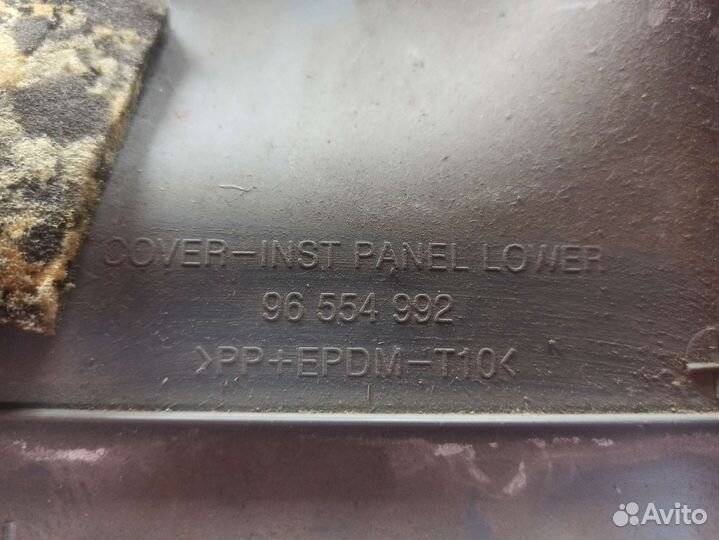 COVER-INST PANEL LOWER
96 554 992
>PP+EPDM-T10<
Avito